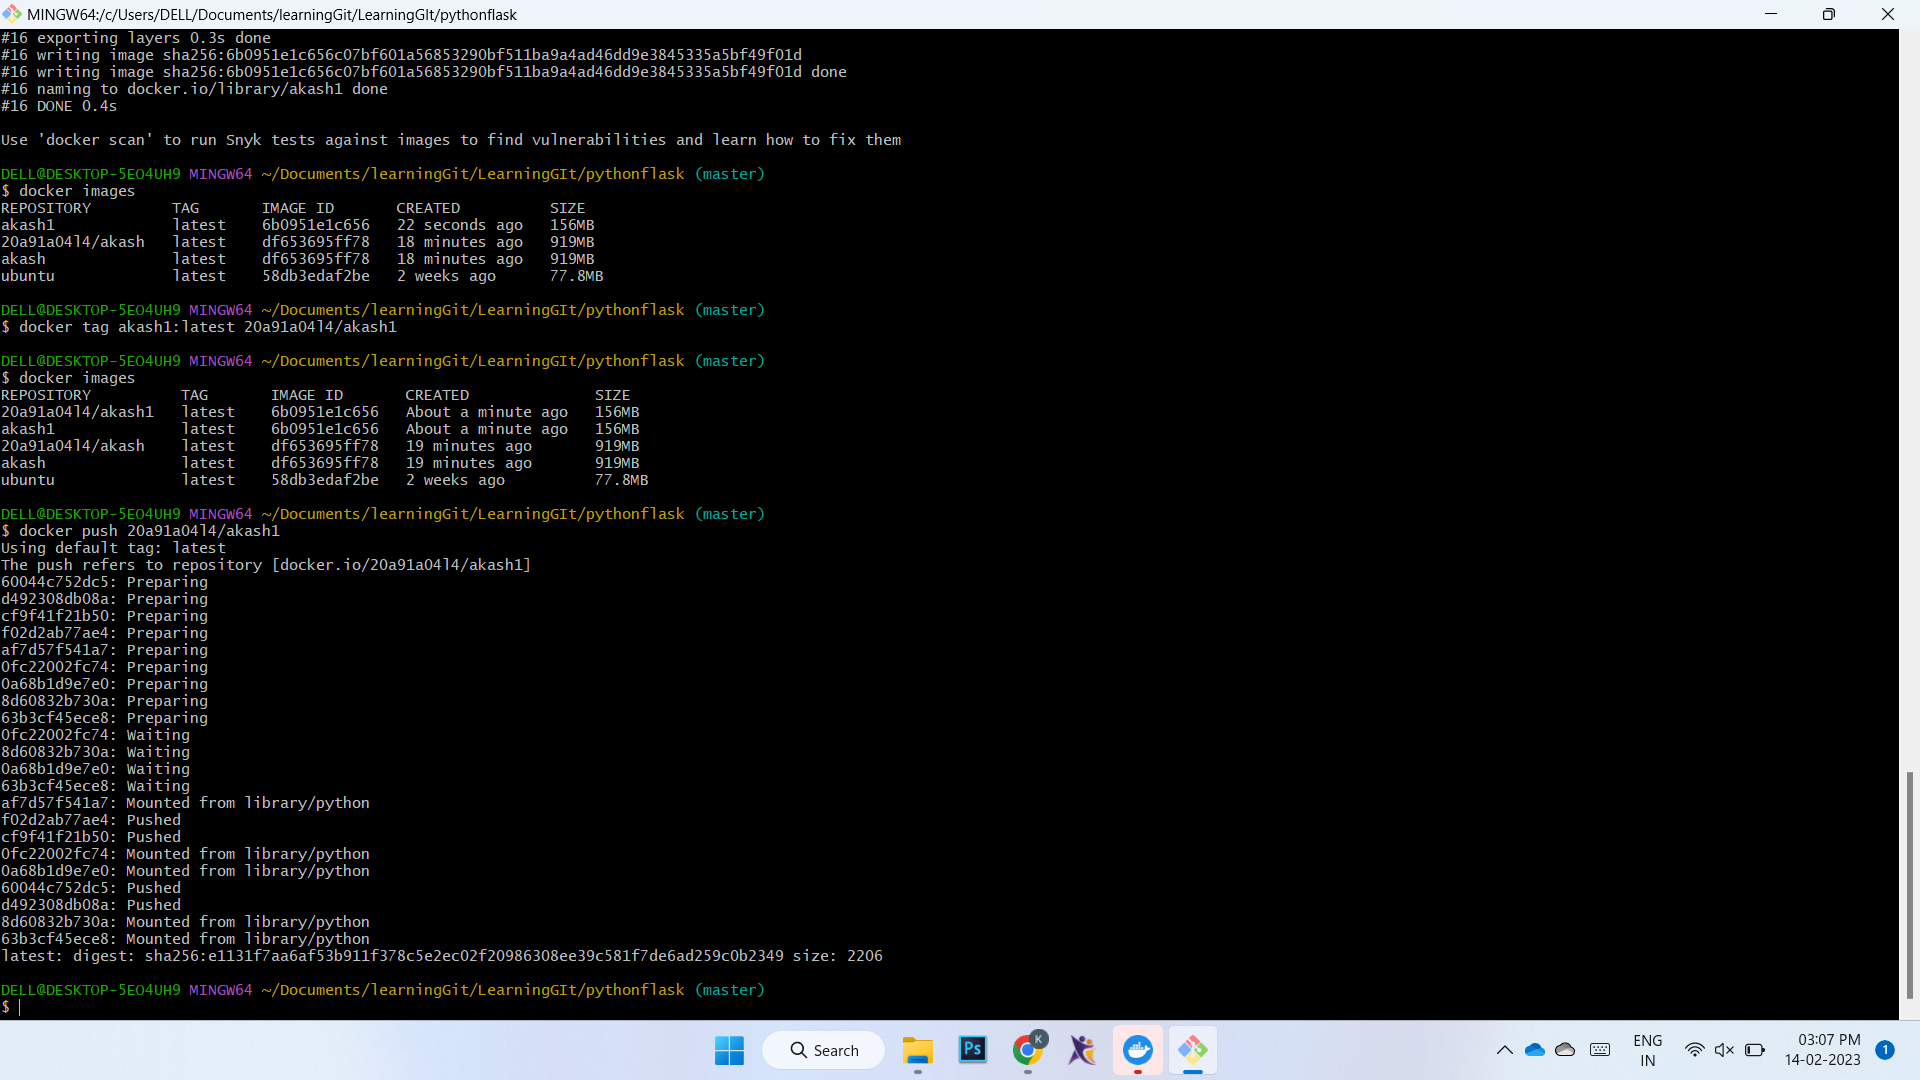 MINGW64:/c/Users/DELL/Documents/learningGit/LearningGIt/pythonflask
#16 exporting layers 0.3s done
#16 writing image sha256:6b0951e1c656c07bf601a56853290bf511ba9a4ad46dd9e3845335a5bf49f01d
#16 writing image sha256:6b0951e1c656c07bf601a56853290bf511ba9a4ad46dd9e3845335a5bf49f01d done
#16 naming to docker.io/library/akash1 done
#16 DONE 0.4s
Use 'docker scan' to run Snyk tests against images to find vulnerabilities and learn how to fix them
DELL@DESKTOP-5EO4UH9 MINGW64 ~/Documents/learningGit/LearningGIt/pythonflask (master)
$ docker images
REPOSITORY TAG IMAGE ID CREATED SIZE
akash1 latest 6b0951e1c656 22 seconds ago 156MB
20a91a04l4/akash latest df653695ff78 18 minutes ago 919MB
akash latest df653695ff78 18 minutes ago 919MB
ubuntu latest 58db3edaf2be 2 weeks ago 77.8MB
DELL@DESKTOP-5EO4UH9 MINGW64 ~/Documents/learningGit/LearningGIt/pythonflask (master)
$ docker tag akash1:latest 20a91a04l4/akash1
DELL@DESKTOP-5EO4UH9 MINGW64 ~/Documents/learningGit/LearningGIt/pythonflask (master)
$ docker images
REPOSITORY TAG IMAGE ID CREATED SIZE
20a91a04l4/akash1 latest 6b0951e1c656 About a minute ago 156MB
akash1 latest 6b0951e1c656 About a minute ago 156MB
20a91a04l4/akash latest df653695ff78 19 minutes ago 919MB
akash latest df653695ff78 19 minutes ago 919MB
ubuntu latest 58db3edaf2be 2 weeks ago 77.8MB
DELL@DESKTOP-5EO4UH9 MINGW64 ~/Documents/learningGit/LearningGIt/pythonflask (master)
$ docker push 20a91a04l4/akash1
Using default tag: latest
The push refers to repository [docker.io/20a91a04l4/akash1]
60044c752dc5: Preparing
d492308db08a: Preparing
cf9f41f21b50: Preparing
f02d2ab77ae4: Preparing
af7d57f541a7: Preparing
0fc22002fc74: Preparing
0a68b1d9e7e0: Preparing
8d60832b730a: Preparing
63b3cf45ece8: Preparing
0fc22002fc74: Waiting
8d60832b730a: Waiting
0a68b1d9e7e0: Waiting
63b3cf45ece8: Waiting
af7d57f541a7: Mounted from library/python
f02d2ab77ae4: Pushed
cf9f41f21b50: Pushed
0fc22002fc74: Mounted from library/python
0a68b1d9e7e0: Mounted from library/python
60044c752dc5: Pushed
d492308db08a: Pushed
8d60832b730a: Mounted from library/python
63b3cf45ece8: Mounted from library/python
latest: digest: sha256:e1131f7aa6af53b911f378c5e2ec02f20986308ee39c581f7de6ad259c0b2349 size: 2206
DELL@DESKTOP-5EO4UH9 MINGW64 ~/Documents/learningGit/LearningGIt/pythonflask (master)
$
Search
Ps
K
ENG
IN
03:07 PM
14-02-2023
1